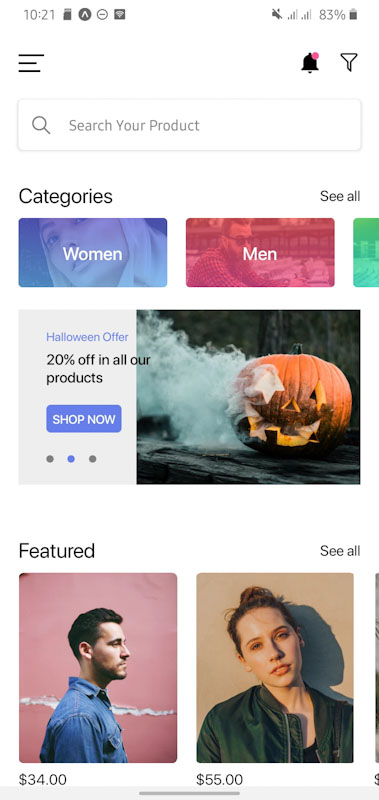 10:21
83%
Search Your Product
Categories
See all
Women
Men
Halloween Offer
20% off in all our
products
SHOP NOW
Featured
See all
$34.00
$55.00